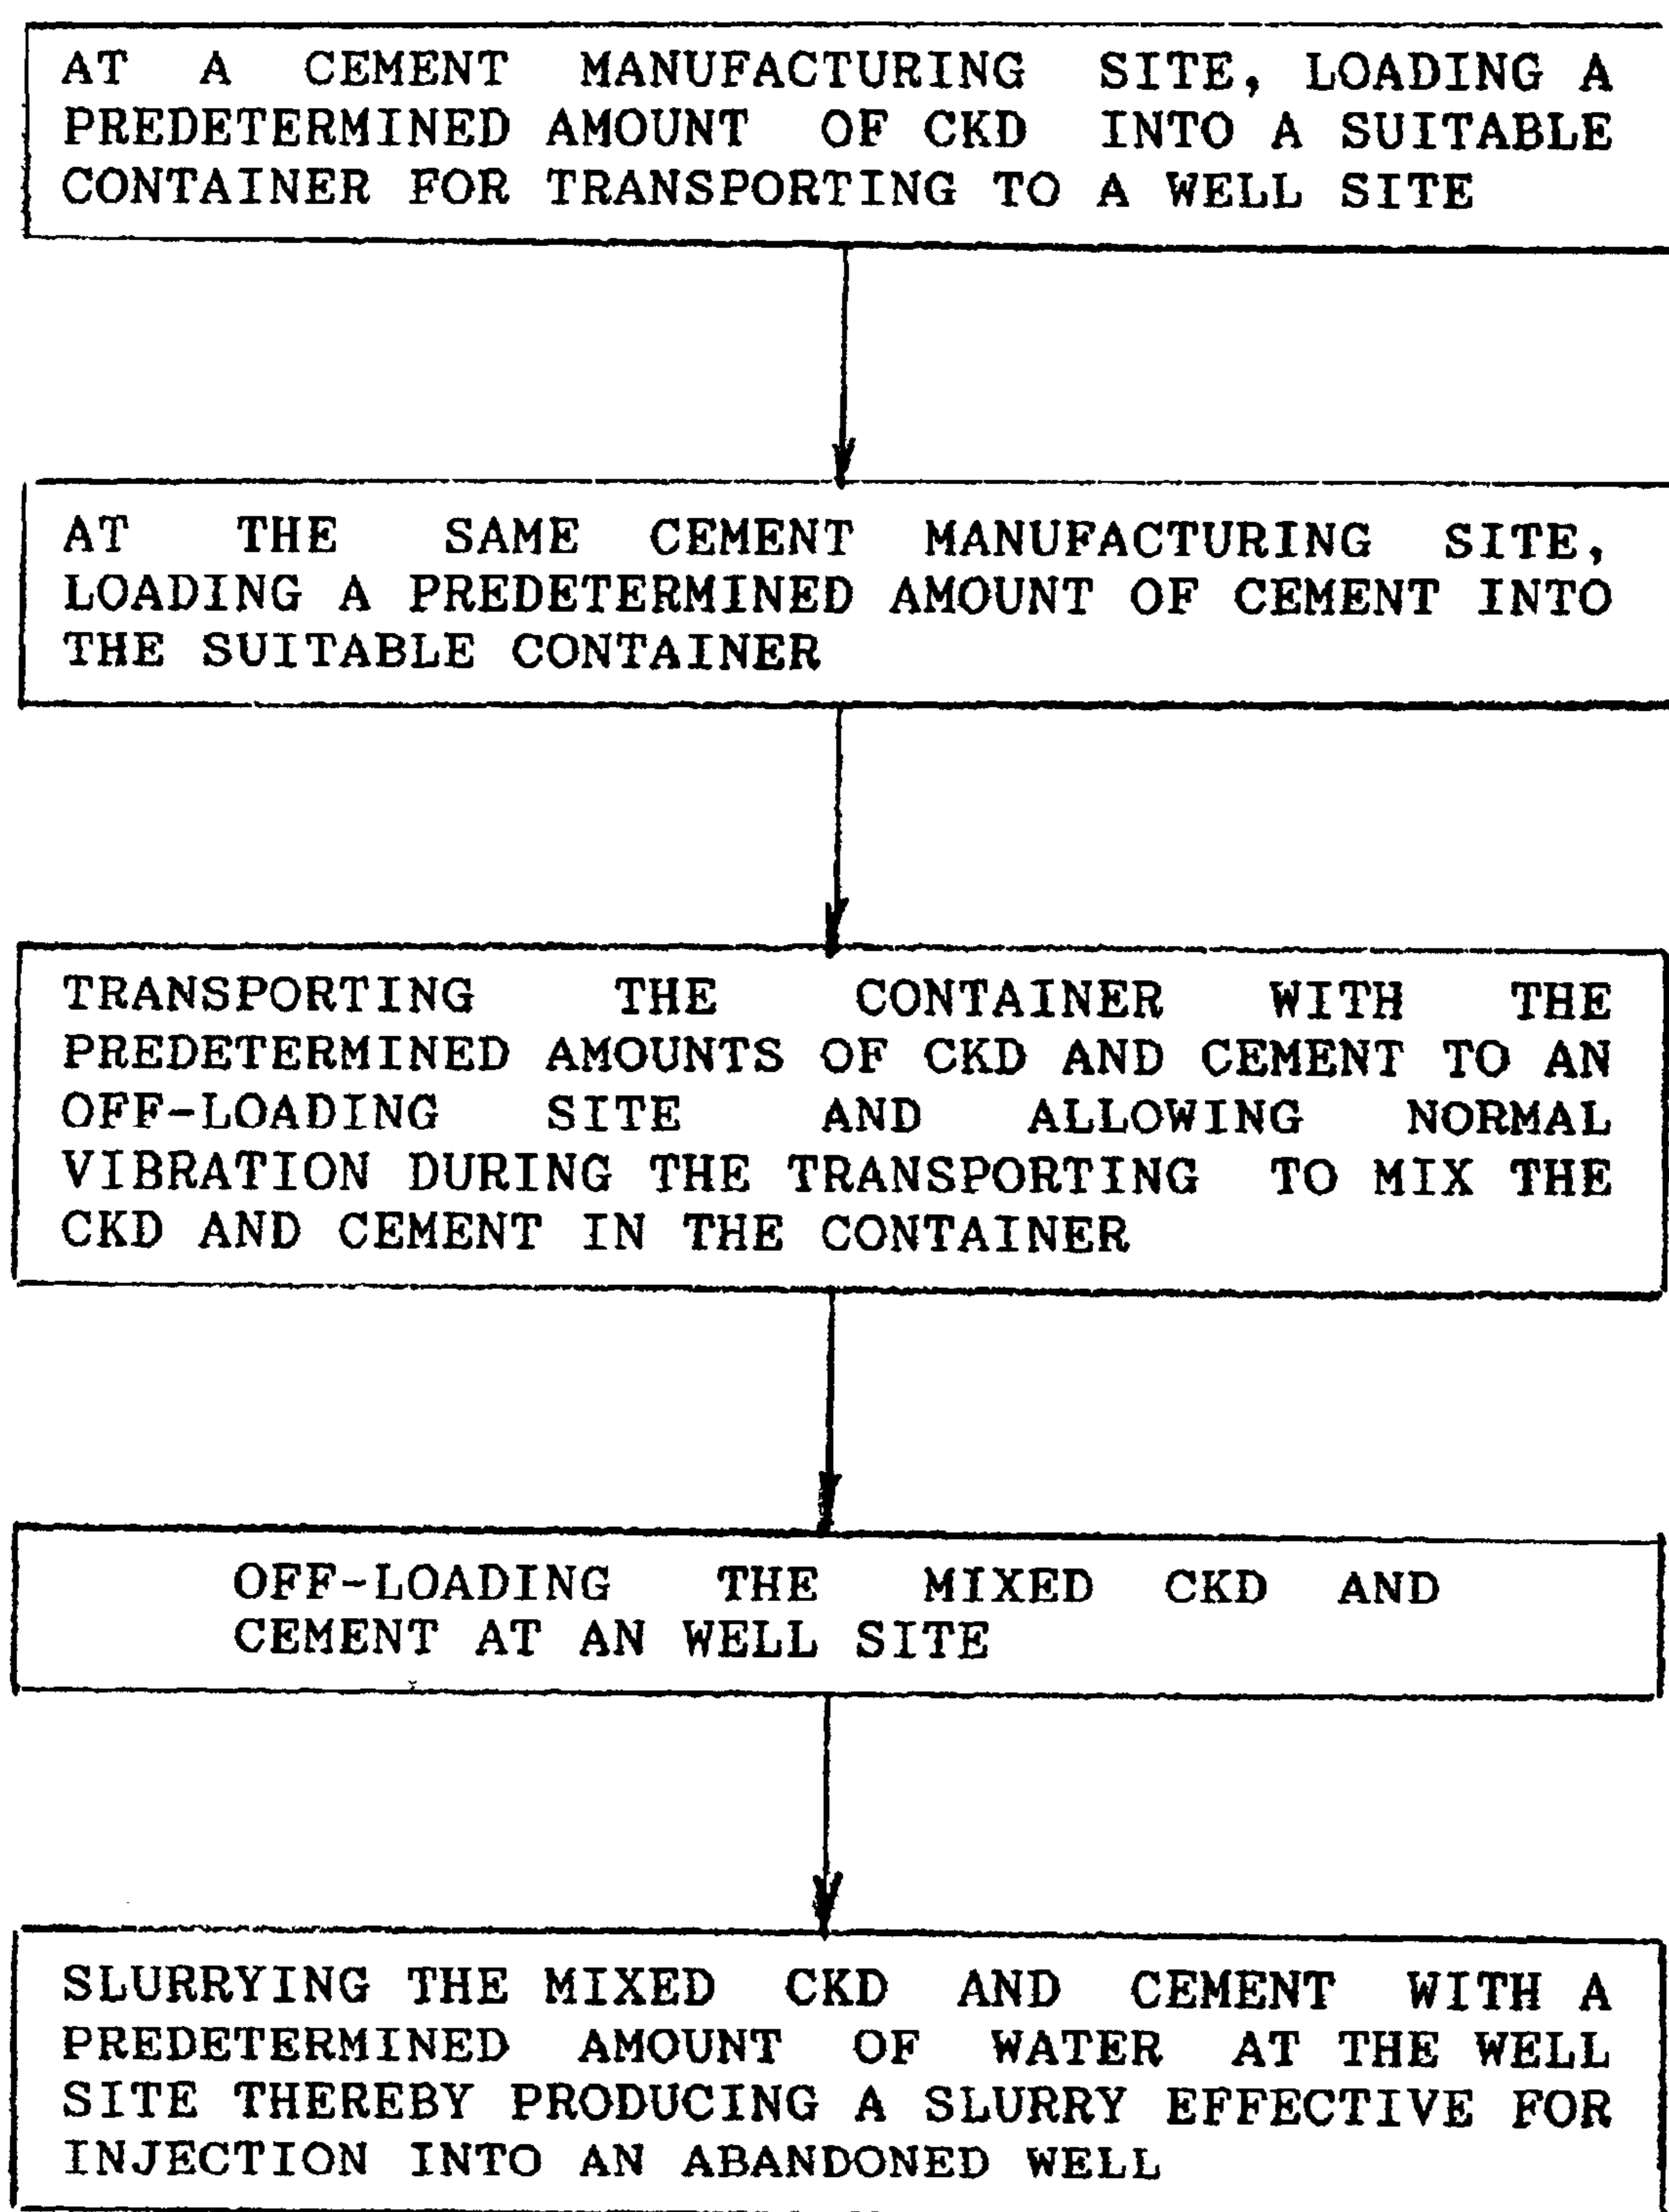 AT A CEMENT MANUFACTURING SITE, LOADING A
PREDETERMINED AMOUNT OF CKD INTO A SUITABLE
CONTAINER FOR TRANSPORTING TO A WELL SITE
AT THE SAME CEMENT MANUFACTURING SITE,
LOADING A PREDETERMINED AMOUNT OF CEMENT INTO
THE SUITABLE CONTAINER
TRANSPORTING THE CONTAINER WITH THE
PREDETERMINED AMOUNTS OF CKD AND CEMENT TO AN
OFF-LOADING SITE AND ALLOWING NORMAL
VIBRATION DURING THE TRANSPORTING TO MIX THE
CKD AND CEMENT IN THE CONTAINER
OFF-LOADING THE MIXED CKD AND
CEMENT AT AN WELL SITE
SLURRYING THE MIXED CKD AND CEMENT WITH A
PREDETERMINED AMOUNT OF WATER AT THE WELL
SITE THEREBY PRODUCING A SLURRY EFFECTIVE FOR
INJECTION INTO AN ABANDONED WELL